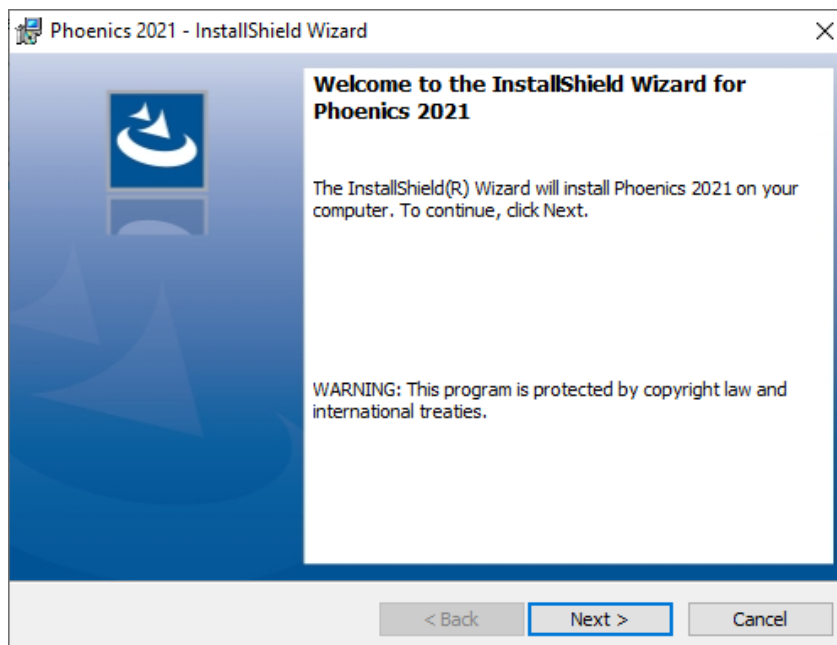 Phoenics 2021 - InstallShield Wizard
Welcome to the InstallShield Wizard for
Phoenics 2021
The InstallShield(R) Wizard will install Phoenics 2021 on your
computer. To continue, click Next.
WARNING: This program is protected by copyright law and
international treaties.
< Back Next > Cancel